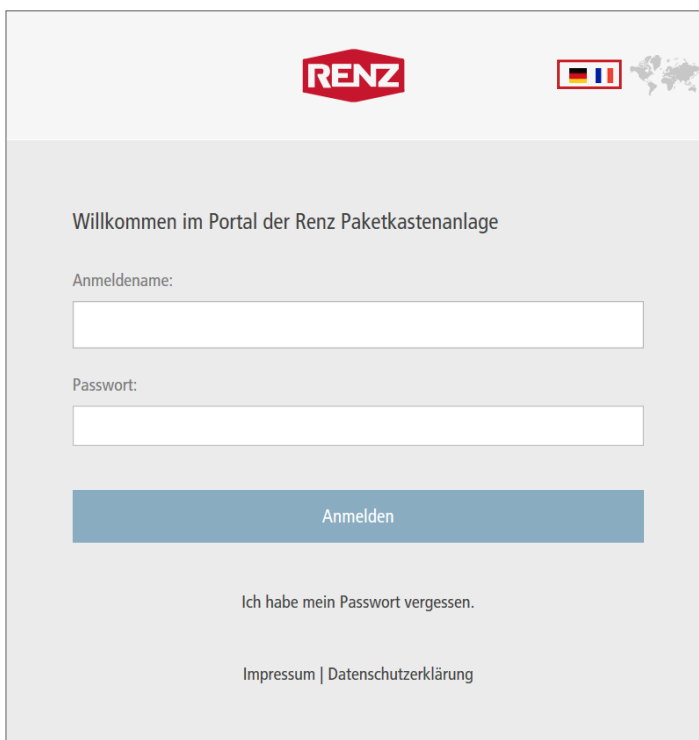 RENZ
Willkommen im Portal der Renz Paketkastenanlage
Anmeldename:
Passwort:
Anmelden
Ich habe mein Passwort vergessen.
Impressum | Datenschutzerklärung